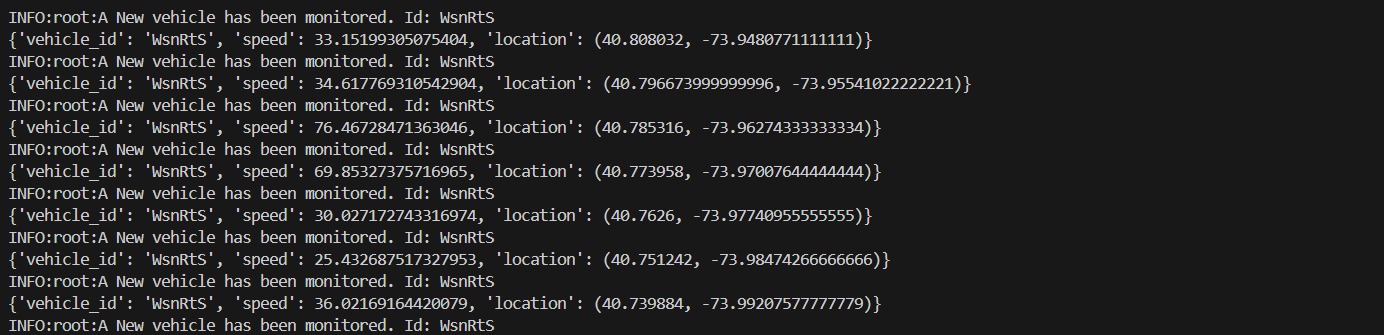 INFO:root:A New vehicle has been monitored. Id: WsnRtS
{'vehicle_id': 'WsnRtS', 'speed': 33.15199305075404, 'location': (40.808032, -73.9480771111111)}
INFO:root:A New vehicle has been monitored. Id: WsnRtS
{'vehicle_id': 'WsnRtS', 'speed': 34.617769310542904, 'location': (40.796673999999996, -73.95541022222221)}
INFO:root:A New vehicle has been monitored. Id: WsnRtS
{'vehicle_id': 'WsnRtS', 'speed': 76.46728471363046, 'location': (40.785316, -73.96274333333334)}
INFO:root:A New vehicle has been monitored. Id: WsnRtS
{'vehicle_id': 'WsnRtS', 'speed': 69.85327375716965, 'location': (40.773958, -73.97007644444444)}
INFO:root:A New vehicle has been monitored. Id: WsnRtS
{'vehicle_id': 'WsnRtS', 'speed': 30.027172743316974, 'location': (40.7626, -73.97740955555555)}
INFO:root:A New vehicle has been monitored. Id: WsnRtS
{'vehicle_id': 'WsnRtS', 'speed': 25.432687517327953, 'location': (40.751242, -73.98474266666666)}
INFO:root:A New vehicle has been monitored. Id: WsnRtS
{'vehicle_id': 'WsnRtS', 'speed': 36.02169164420079, 'location': (40.739884, -73.99207577777779)}
INFO:root:A New vehicle has been monitored. Id: WsnRtS